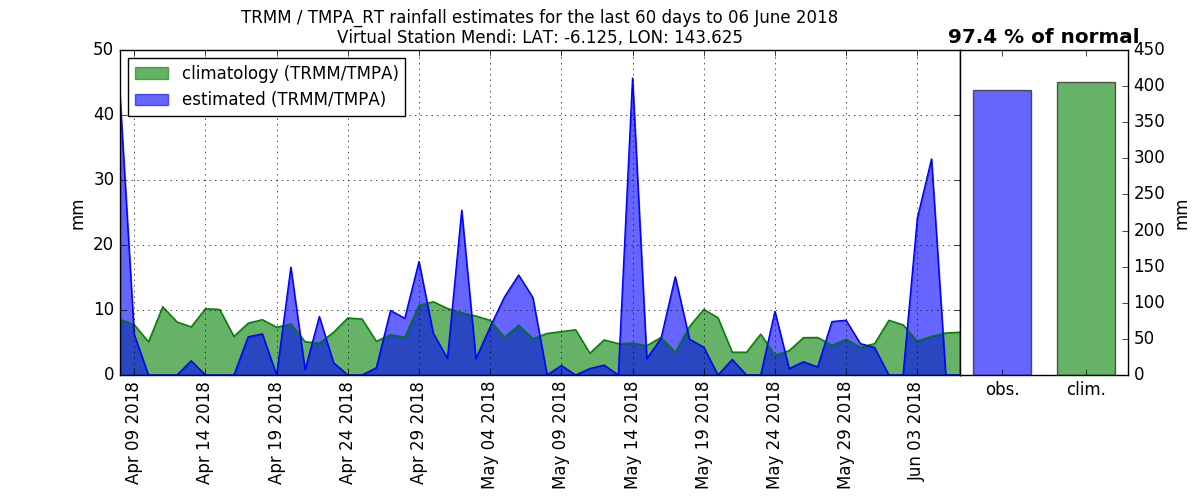 TRMM / TMPA_RT rainfall estimates for the last 60 days to 06 June 2018
Virtual Station Mendi: LAT: -6.125, LON: 143.625
97.4 % of normal
climatology (TRMM/TMPA)
estimated (TRMM/TMPA)
50
40
30
20
10
0
mm
Apr 09 2018
Apr 14 2018
Apr 19 2018
Apr 24 2018
Apr 29 2018
May 04 2018
May 09 2018
May 14 2018
May 19 2018
May 24 2018
May 29 2018
Jun 03 2018
obs.
clim.
450
400
350
300
250
200
150
100
50
0
mm